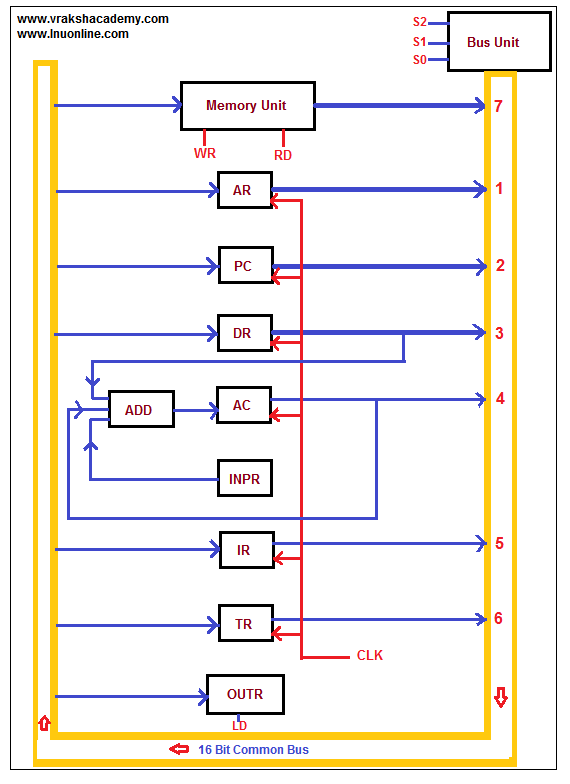 www.vrakshacademy.com
www.lnuonline.com
S2
S1
S0
Bus Unit
Memory Unit
7
WR
RD
AR
1
PC
2
DR
3
ADD
AC
4
INPR
IR
5
TR
6
CLK
OUTR
LD
16 Bit Common Bus